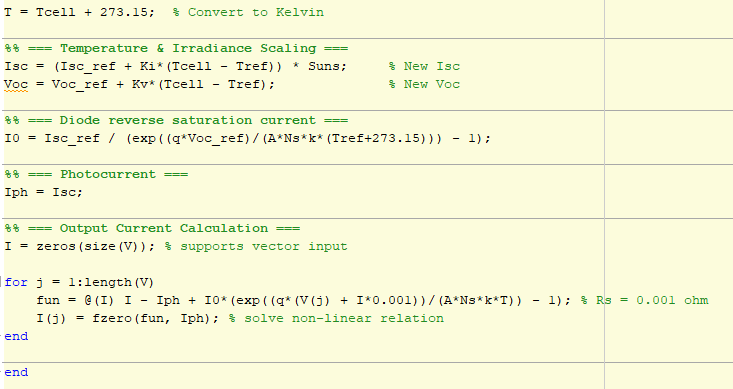 T = Tcell + 273.15;  % Convert to Kelvin
%% === Temperature & Irradiance Scaling ===
Isc = (Isc_ref + Ki*(Tcell - Tref)) * Suns;     % New Isc
Voc = Voc_ref + Kv*(Tcell - Tref);              % New Voc
%% === Diode reverse saturation current ===
I0 = Isc_ref / (exp((q*Voc_ref)/(A*Ns*k*(Tref+273.15))) - 1);
%% === Photocurrent ===
Iph = Isc;
%% === Output Current Calculation ===
I = zeros(size(V)); % supports vector input
for j = 1:length(V)
    fun = @(I) I - Iph + I0*(exp((q*(V(j) + I*0.001))/(A*Ns*k*T)) - 1); % Rs = 0.001 ohm
    I(j) = fzero(fun, Iph); % solve non-linear relation
end
end